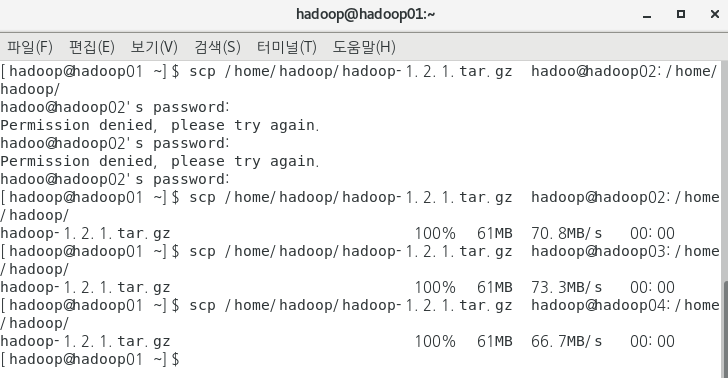 hadoop@hadoop01:~
파일(F) 편집(E) 보기(V) 검색(S) 터미널(T) 도움말(H)
[hadoop@hadoop01 ~]$ scp /home/hadoop/hadoop-1.2.1.tar.gz hadoo@hadoop02:/home/
hadoop/
hadoo@hadoop02's password:
Permission denied, please try again.
hadoo@hadoop02's password:
Permission denied, please try again.
hadoo@hadoop02's password:
[hadoop@hadoop01 ~]$ scp /home/hadoop/hadoop-1.2.1.tar.gz hadoop@hadoop02:/home
/hadoop/
hadoop-1.2.1.tar.gz 100% 61MB 70.8MB/s 00:00
[hadoop@hadoop01 ~]$ scp /home/hadoop/hadoop-1.2.1.tar.gz hadoop@hadoop03:/home
/hadoop/
hadoop-1.2.1.tar.gz 100% 61MB 73.3MB/s 00:00
[hadoop@hadoop01 ~]$ scp /home/hadoop/hadoop-1.2.1.tar.gz hadoop@hadoop04:/home
/hadoop/
hadoop-1.2.1.tar.gz 100% 61MB 66.7MB/s 00:00
[hadoop@hadoop01 ~]$